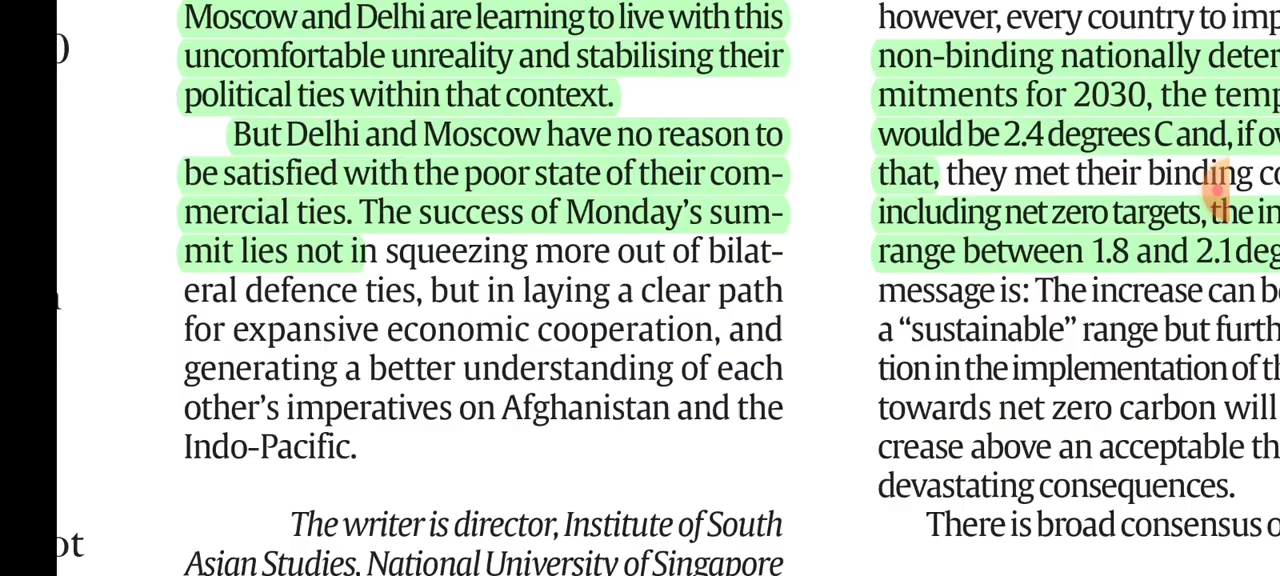 Moscow and Delhi are learning to live with this
uncomfortable unreality and stabilising their
political ties within that context.
But Delhi and Moscow have no reason to
be satisfied with the poor state of their com-
mercial ties. The success of Monday's sum-
mit lies not in squeezing more out of bilat-
eral defence ties, but in laying a clear path
for expansive economic cooperation, and
generating a better understanding of each
other's imperatives on Afghanistan and the
Indo-Pacific.
The writer is director, Institute of South
Asian Studies, National University of Singapore
however, every country to
non-binding nationally
mitments for 2030, the
would be 2.4 degrees C and, if
that, they met their binding
including net zero targets, the
range between 1.8 and 2.1
message is: The increase can
a “sustainable” range but
tion in the implementation of
towards net zero carbon will
crease above an acceptable
devastating consequences.
There is broad consensus